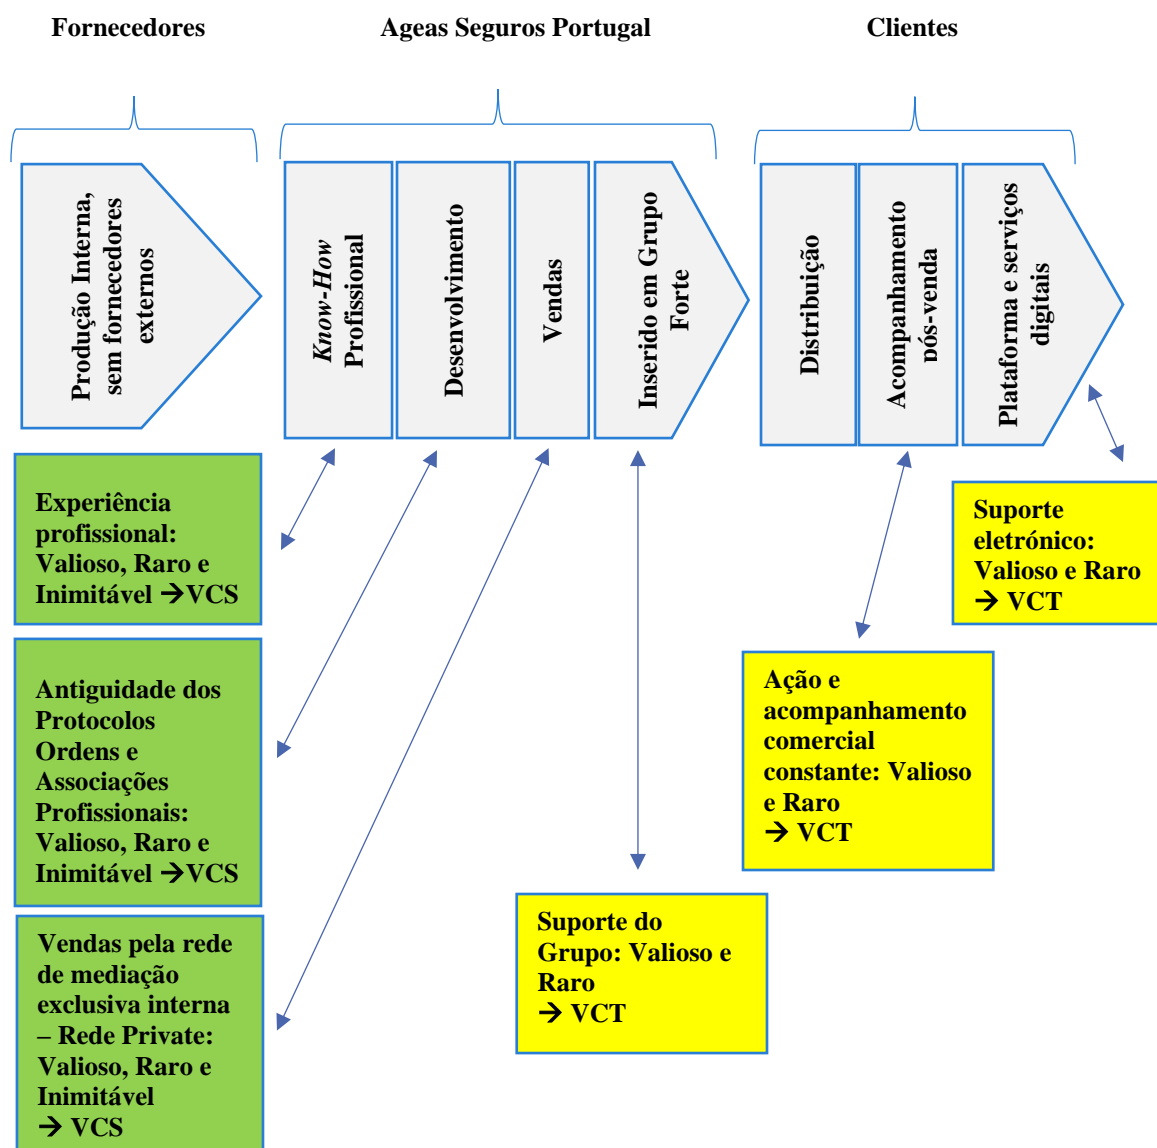 Fornecedores
Ageas Seguros Portugal
Clientes
Produção Interna,
sem fornecedores
externos
Know-How
Profissional
Desenvolvimento
Vendas
Inserido em Grupo
Forte
Distribuição
Acompanhamento
pós-venda
Plataforma e serviços
digitais
Experiência
profissional:
Valioso, Raro e
Inimitável →VCS
Antiguidade dos
Protocolos
Ordens e
Associações
Profissionais:
Valioso, Raro e
Inimitável →VCS
Vendas pela rede
de mediação
exclusiva interna
– Rede Private:
Valioso, Raro e
Inimitável
→ VCS
Suporte do
Grupo: Valioso e
Raro
→ VCT
Ação e
acompanhamento
comercial
constante: Valioso
e Raro
→ VCT
Suporte
eletrónico:
Valioso e Raro
→ VCT